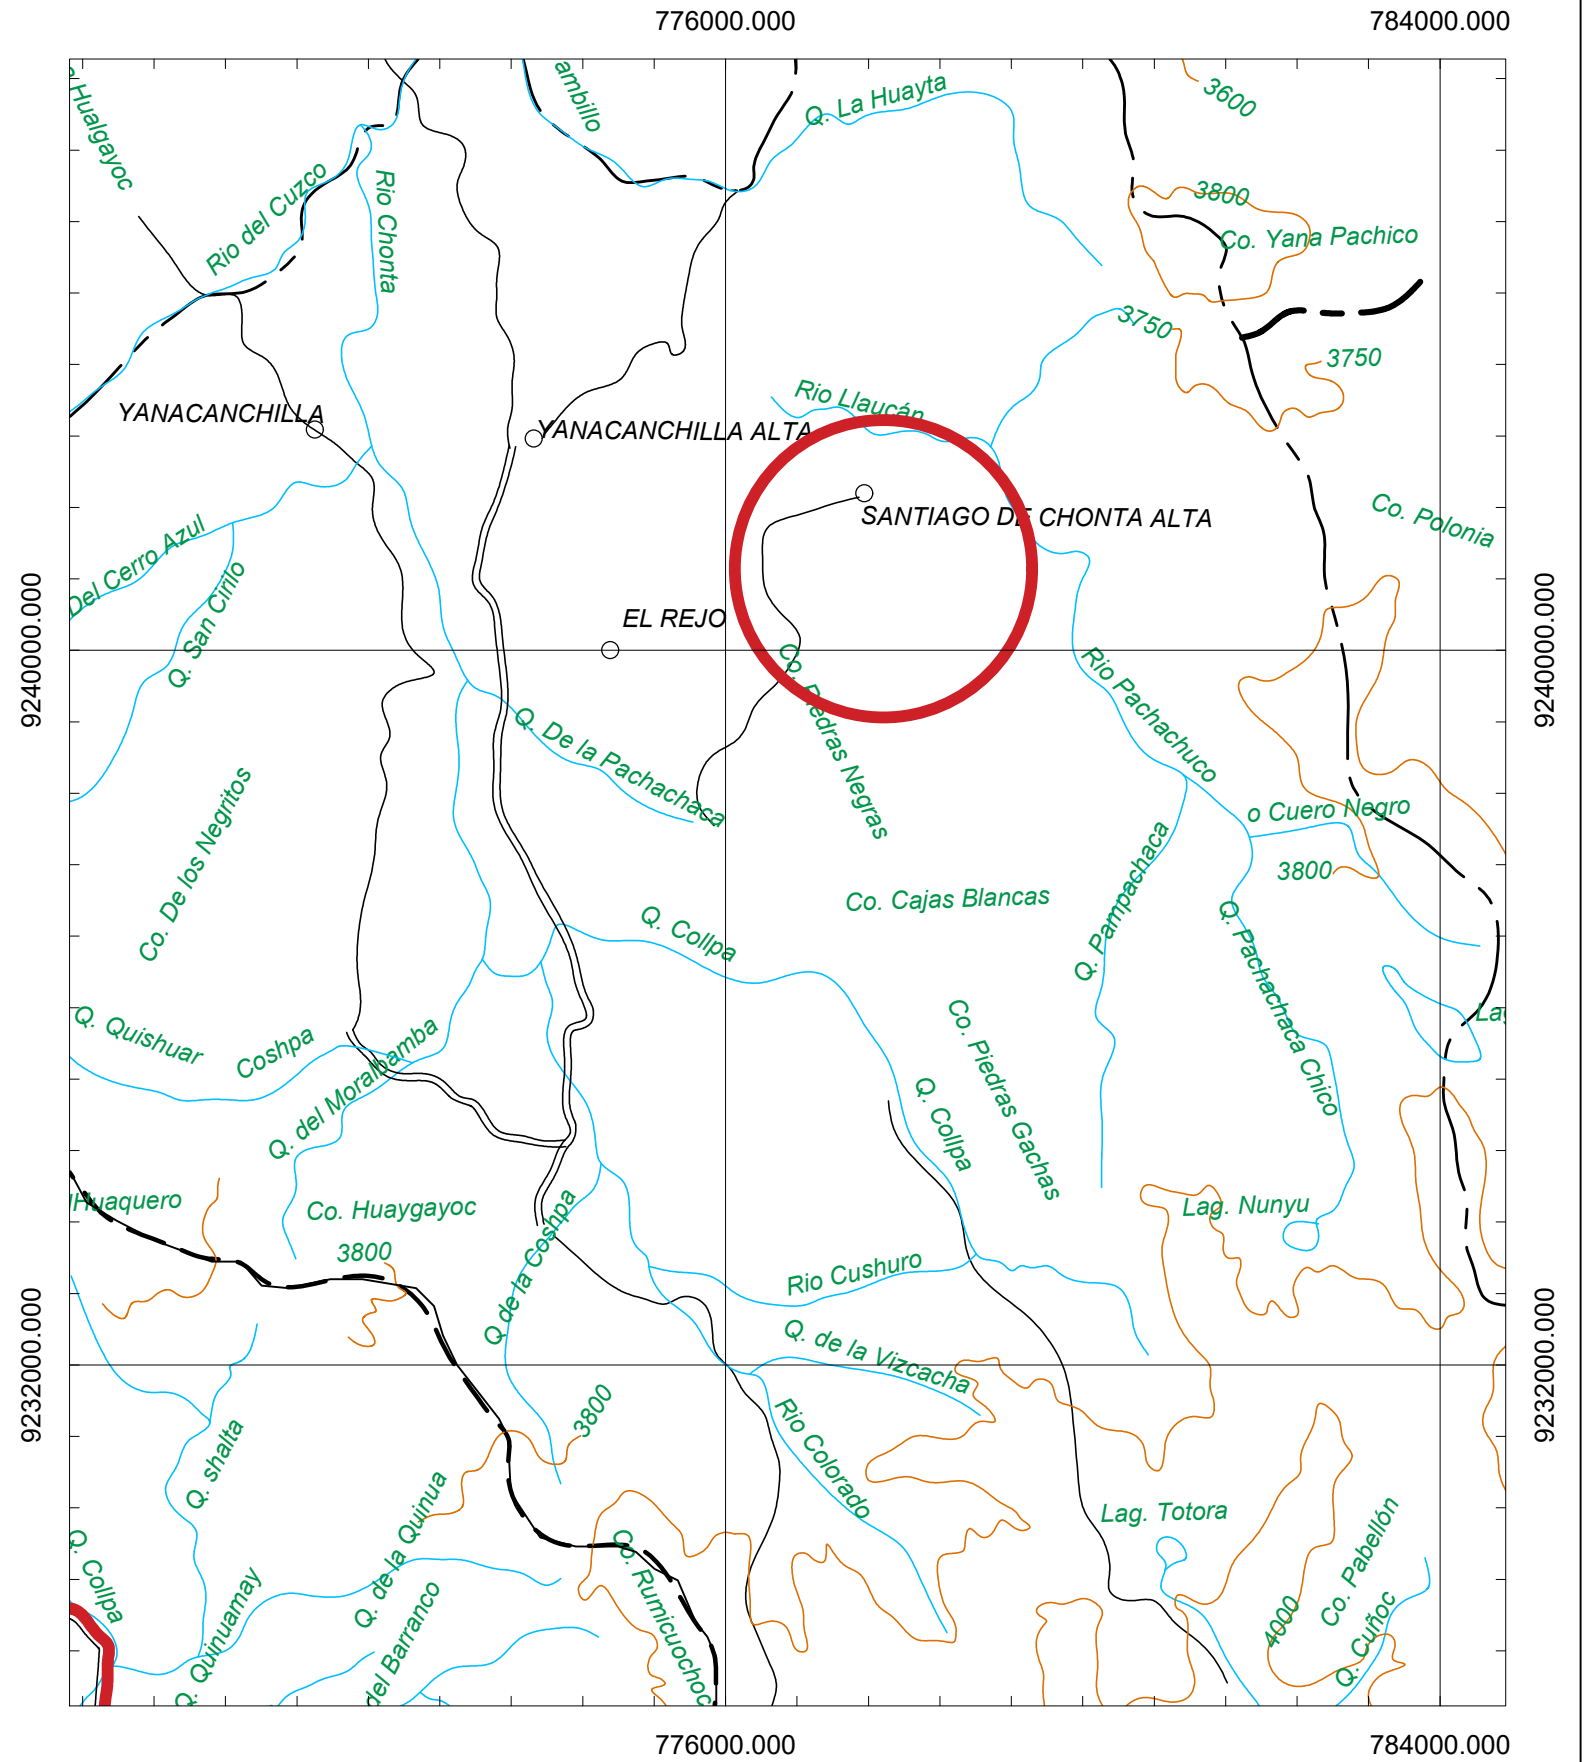 776000.000
784000.000
Hualgayoc
ambillo
Q. La Huayta
3600
Rio del Cuzco
Rio Chonta
3800
Co. Yana Pachico
3750
3750
Rio Llaucán
YANACANCHILLA
YANACANCHILLA ALTA
SANTIAGO DE CHONTA ALTA
Co. Polonia
Del Cerro Azul
Q. San Cirilo
EL REJO
9240000.000
9240000.000
Co. Piedras Negras
Rio Pachachuco
Q. De la Pachachaca
Co. De los Negritos
o Cuero Negro
3800
Q. Pampachaca
Co. Cajas Blancas
Q. Collpa
Q. Pachachaca Chico
Q. Quishuar
Coshpa
Q. del Moralbamba
Co. Piedras Gachas
Q. Collpa
Huaquero
Co. Huaygayoc
3800
Q de la Coshpa
Lag. Nunyu
Rio Cushuro
9232000.000
9232000.000
Q. de la Vizcacha
3800
Rio Colorado
Q. shalta
Q. de la Quinua
Lag. Totora
Co. Pabellón
Q. Collpa
Q. Quinuamay
del Barranco
Co. Rumicuochoc
4000
Q. Cuñoc
776000.000
784000.000